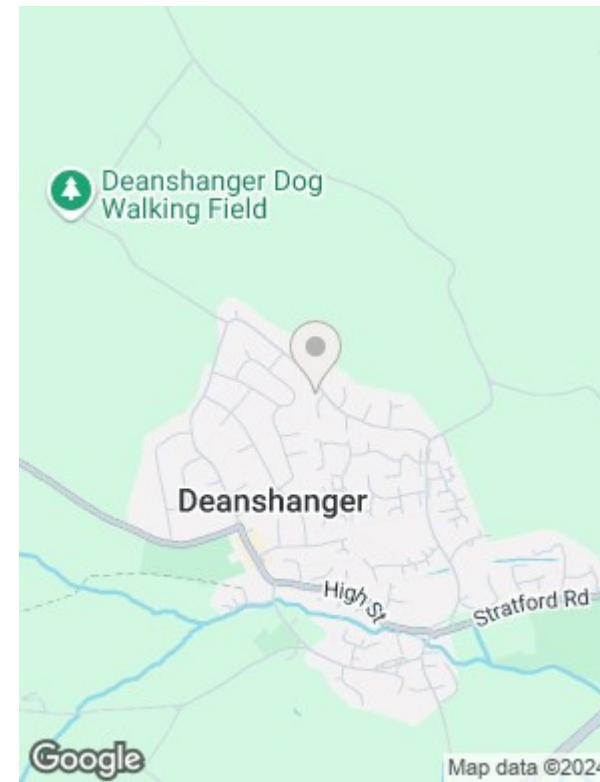 Deanshanger Dog
Walking Field
Deanshanger
High St
Stratford Rd
Google
Map data ©2024